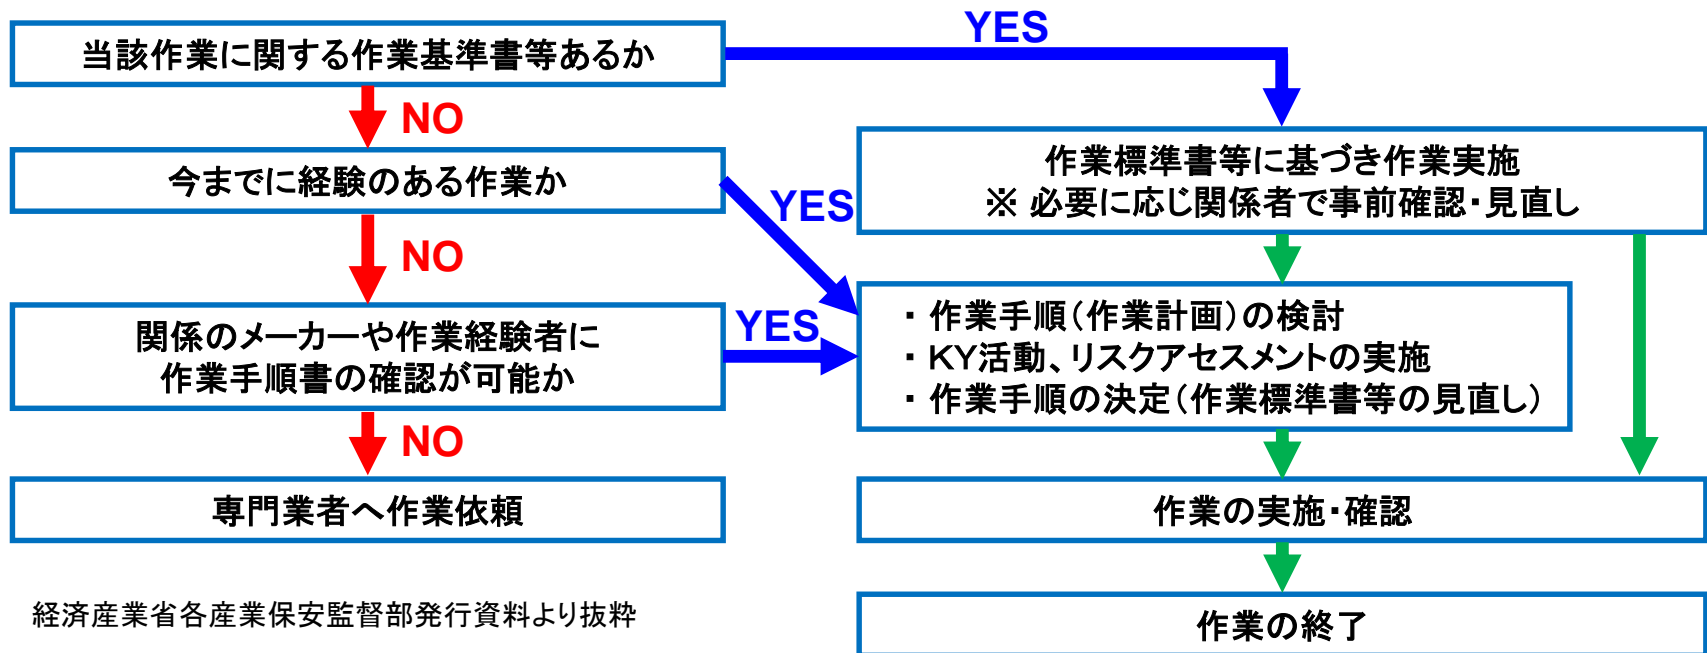 当該作業に関する作業基準書等あるか
YES
NO
今までに経験のある作業か
YES
作業標準書等に基づき作業実施
※ 必要に応じ関係者で事前確認・見直し
NO
関係のメーカーや作業経験者に
作業手順書の確認が可能か
YES
・ 作業手順(作業計画)の検討
・ KY活動、リスクアセスメントの実施
・ 作業手順の決定(作業標準書等の見直し)
NO
専門業者へ作業依頼
作業の実施・確認
経済産業省各産業保安監督部発行資料より抜粋
作業の終了